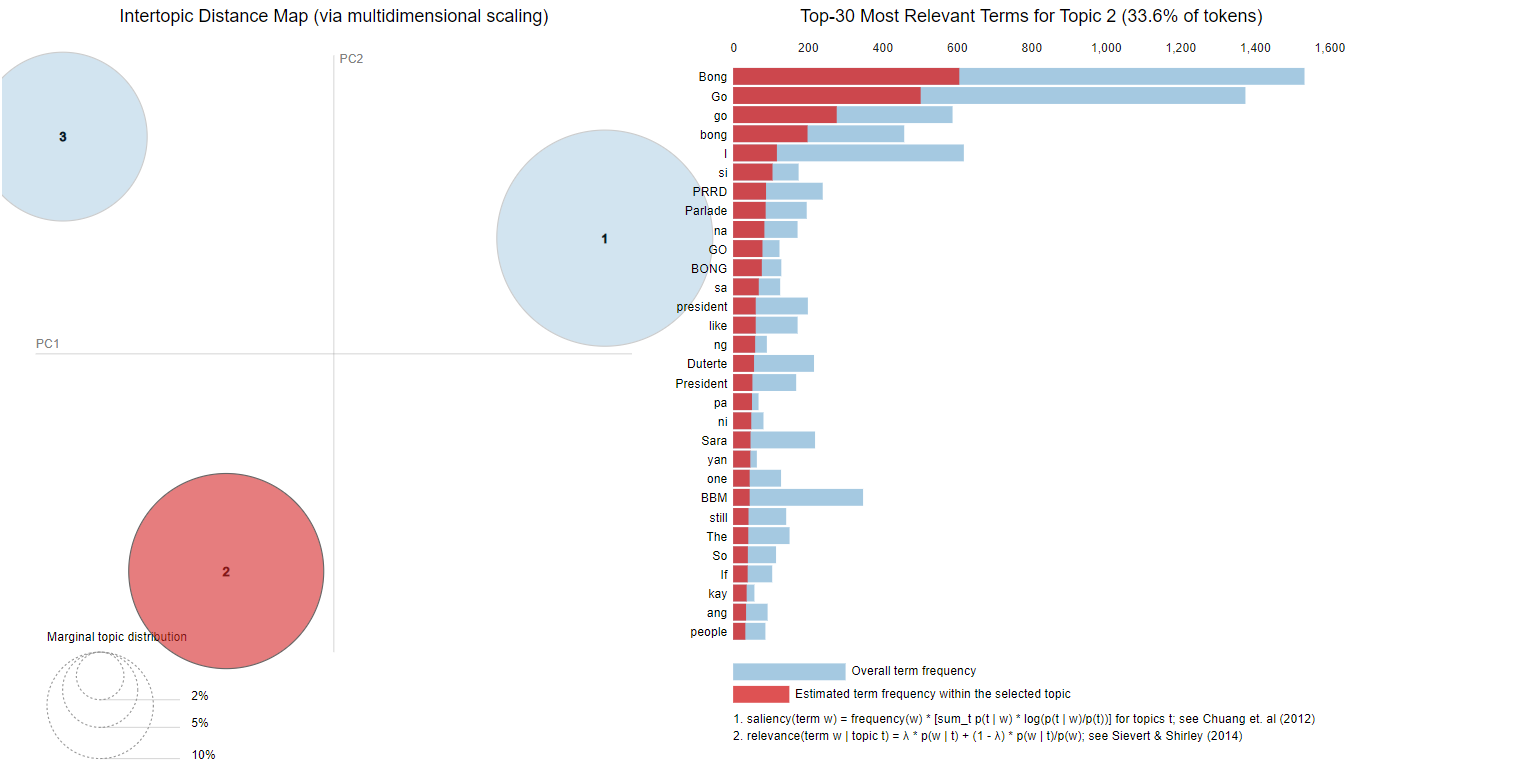 Intertopic Distance Map (via multidimensional scaling)
PC2
PC1
3
1
2
Marginal topic distribution
2%
5%
10%
Top-30 Most Relevant Terms for Topic 2 (33.6% of tokens)
0 200 400 600 800 1,000 1,200 1,400 1,600
Bong
Go
go
bong
I
si
PRRD
Parlade
na
GO
BONG
sa
president
like
ng
Duterte
President
pa
ni
Sara
yan
one
BBM
still
The
So
If
kay
ang
people
Overall term frequency
Estimated term frequency within the selected topic
1. saliency(term w) = frequency(w) * [sum_t p(t | w) * log(p(t | w)/p(t))] for topics t; see Chuang et. al (2012)
2. relevance(term w | topic t) = λ * p(w | t) + (1 - λ) * p(w | t)/p(w); see Sievert & Shirley (2014)